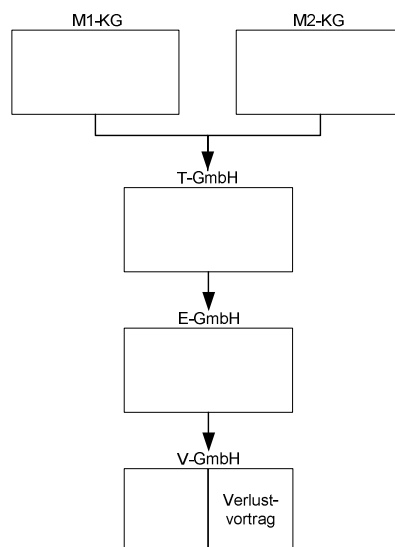 M1-KG
M2-KG
T-GmbH
E-GmbH
V-GmbH
Verlust-
vortrag